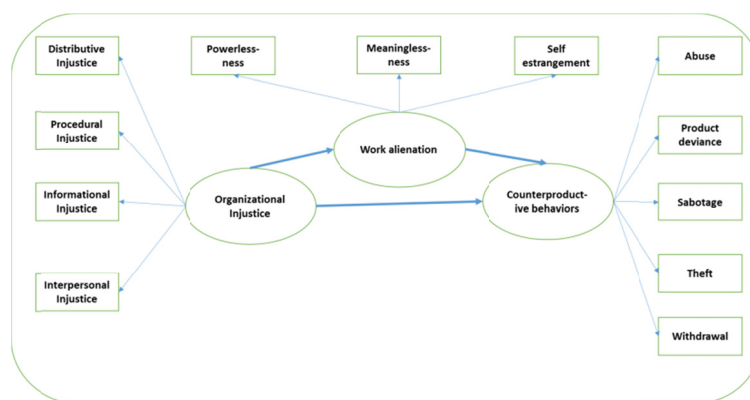 Distributive
Injustice
Powerless-
ness
Meaningless-
ness
Self
estrangement
Abuse
Procedural
Injustice
Work alienation
Product
deviance
Informational
Injustice
Organizational
Injustice
Counterproduct-
ive behaviors
Sabotage
Interpersonal
Injustice
Theft
Withdrawal